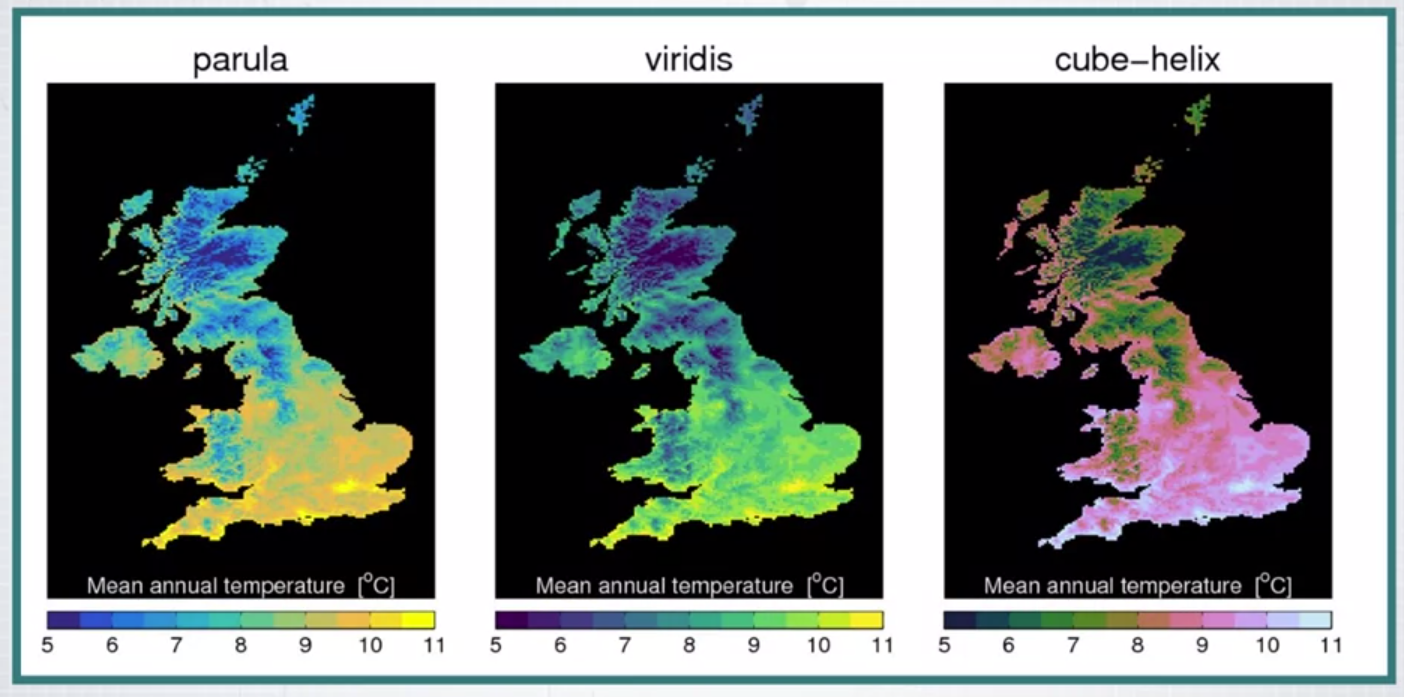 parula
viridis
cube–helix
Mean annual temperature [°C]
Mean annual temperature [°C]
Mean annual temperature [°C]
5 6 7 8 9 10 11
5 6 7 8 9 10 11
5 6 7 8 9 10 11